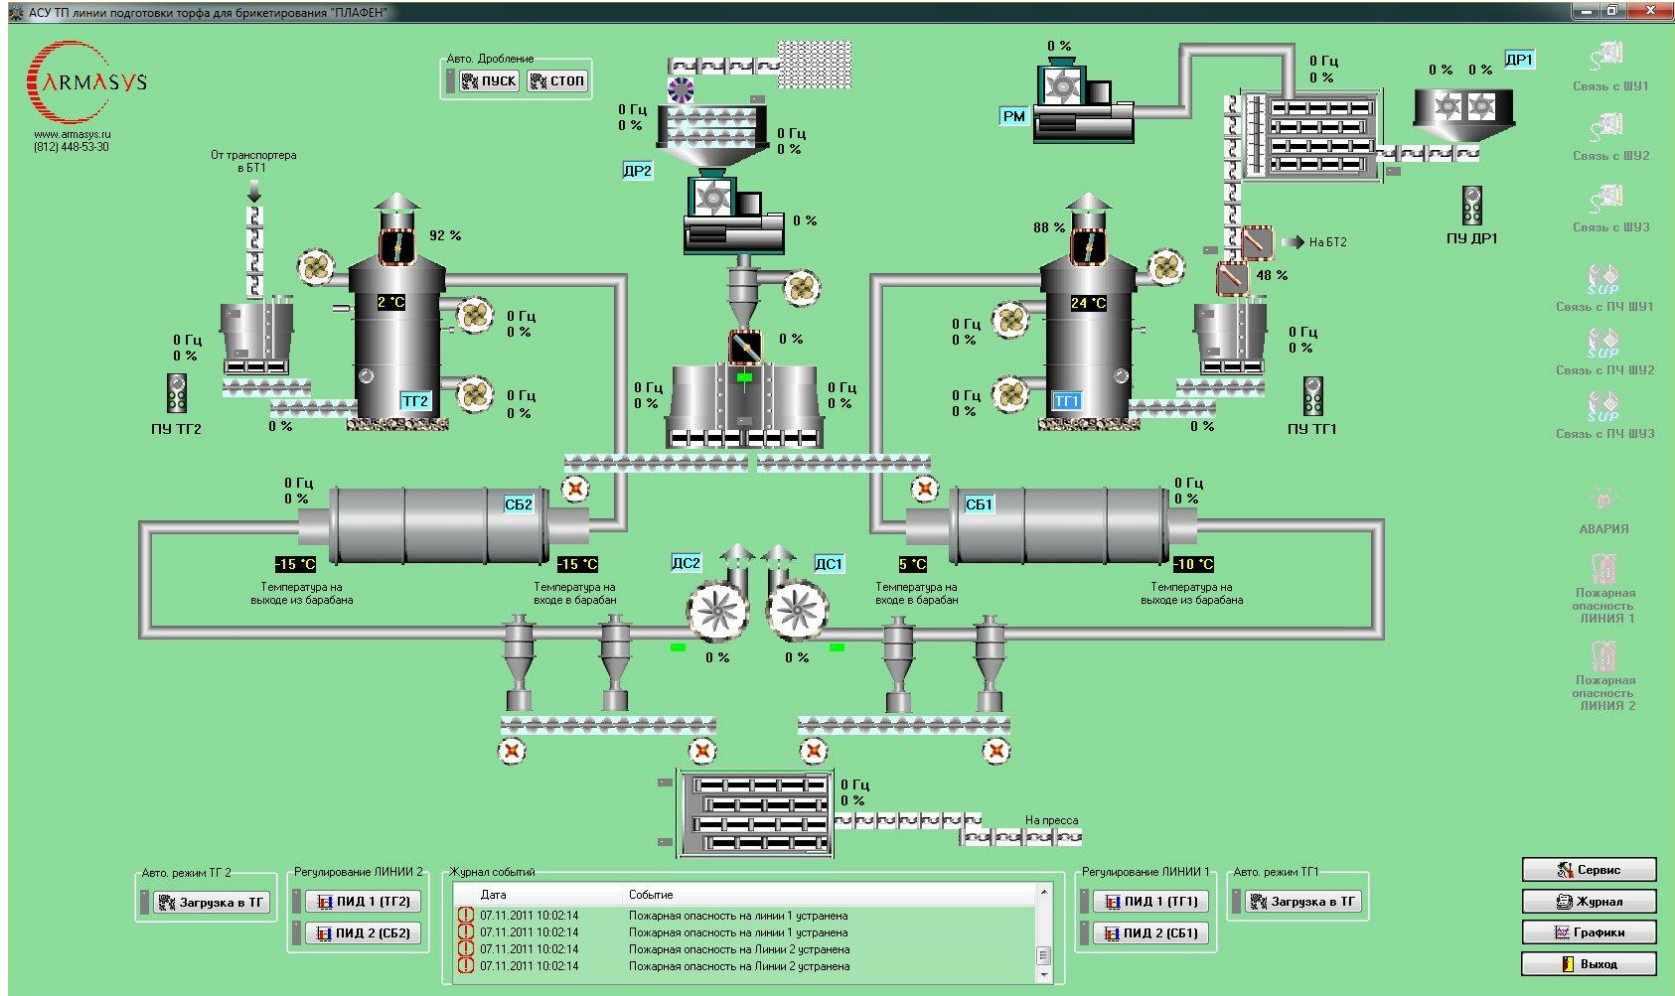 АСУ ТП линии подготовки торфа для брикетирования "ПЛАФЕН"
ARMASYS
www.armasys.ru
(812) 448-53-30
Авто. Дробление
ПУСК
СТОП
От транспортера
в БТ1
0 Гц
0 %
0 Гц
0 %
ДР2
0 %
0 %
РМ
0 Гц
0 %
0 % 0 %
ДР1
ПУ ДР1
Связь с ШУ1
Связь с ШУ2
Связь с ШУ3
SUP
Связь с ПЧ ШУ1
SUP
Связь с ПЧ ШУ2
SUP
Связь с ПЧ ШУ3
АВАРИЯ
Пожарная
опасность
ЛИНИЯ 1
Пожарная
опасность
ЛИНИЯ 2
92 %
2 °C
0 Гц
0 %
0 Гц
0 %
0 Гц
0 %
ТГ2
ПУ ТГ2
0 %
0 %
0 Гц
0 %
0 Гц
0 %
88 %
24 °C
На БТ2
48 %
0 Гц
0 %
0 Гц
0 %
0 Гц
0 %
ТГ1
0 %
ПУ ТГ1
0 Гц
0 %
СБ2
-15 °C
-15 °C
Температура на
выходе из барабана
Температура на
входе в барабан
ДС2
ДС1
0 %
0 %
СБ1
0 Гц
0 %
5 °C
-10 °C
Температура на
входе в барабан
Температура на
выходе из барабана
0 Гц
0 %
На пресса
Авто. режим ТГ 2
Загрузка в ТГ
Регулирование ЛИНИИ 2
ПИД 1 (ТГ2)
ПИД 2 (СБ2)
Журнал событий
Дата Событие
07.11.2011 10:02:14 Пожарная опасность на линии 1 устранена
07.11.2011 10:02:14 Пожарная опасность на линии 1 устранена
07.11.2011 10:02:14 Пожарная опасность на Линии 2 устранена
07.11.2011 10:02:14 Пожарная опасность на Линии 2 устранена
Регулирование ЛИНИИ 1
ПИД 1 (ТГ1)
ПИД 2 (СБ1)
Авто. режим ТГ1
Загрузка в ТГ
Сервис
Журнал
Графики
Выход